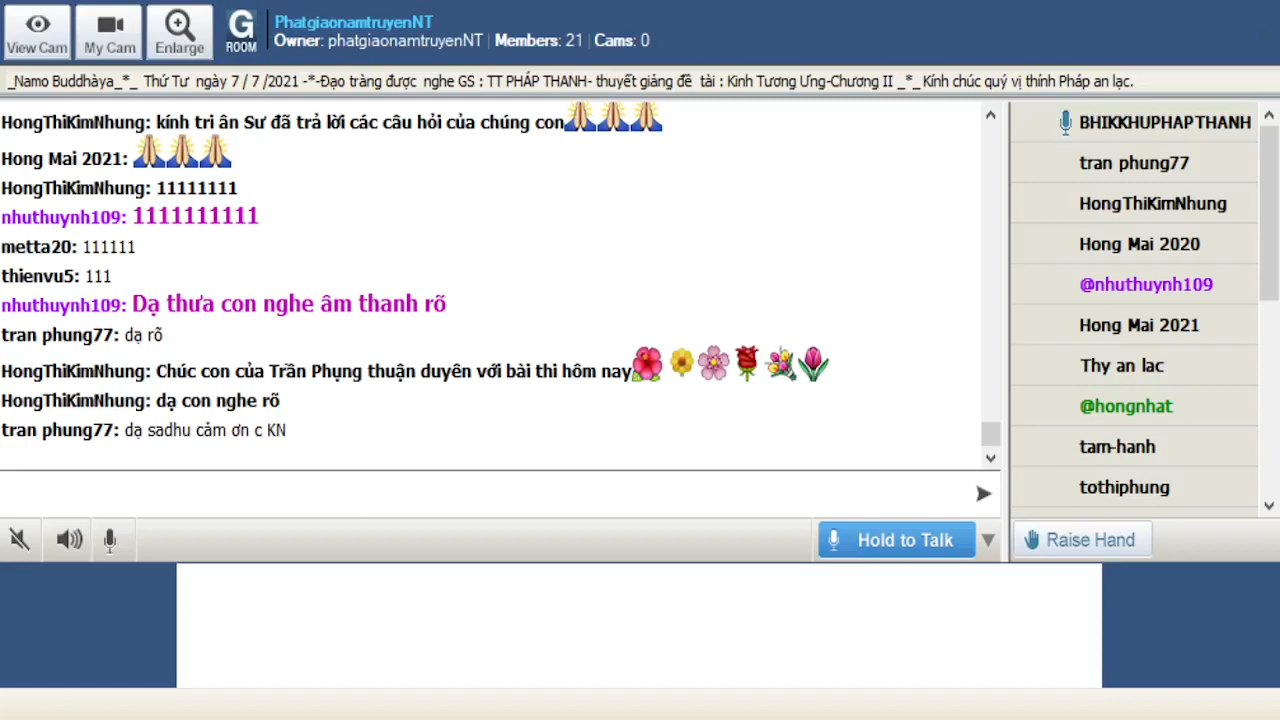 View Cam
My Cam
Enlarge
G
ROOM
PhatgiaonamtruyenNT
Owner: phatgiaonamtruyenNT | Members: 21 | Cams: 0
_Namo Buddhàya_*_ Thứ Tư ngày 7 / 7 /2021 -*-Đạo tràng được nghe GS : TT PHÁP THANH- thuyết giảng đề tài : Kinh Tương Ưng-Chương II _*_ Kính chúc quý vị thính Pháp an lạc.
HongThiKimNhung: kính tri ân Sư đã trả lời các câu hỏi của chúng con
Hong Mai 2021:
HongThiKimNhung: 11111111
nhuthuynh109: 1111111111
metta20: 111111
thienvu5: 111
nhuthuynh109: Dạ thưa con nghe âm thanh rõ
tran phung77: dạ rõ
HongThiKimNhung: Chúc con của Trần Phụng thuận duyên với bài thi hôm nay
HongThiKimNhung: dạ con nghe rõ
tran phung77: dạ sadhu cảm ơn c KN
Hold to Talk
BHIKKHUPHAPTHANH
tran phung77
HongThiKimNhung
Hong Mai 2020
@nhuthuynh109
Hong Mai 2021
Thy an lac
@hongnhat
tam-hanh
tothiphung
Raise Hand